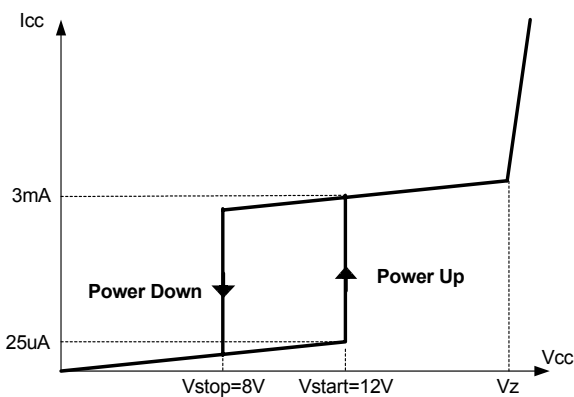 Icc
3mA
Power Down
Power Up
25uA
Vcc
Vstop=8V
Vstart=12V
Vz